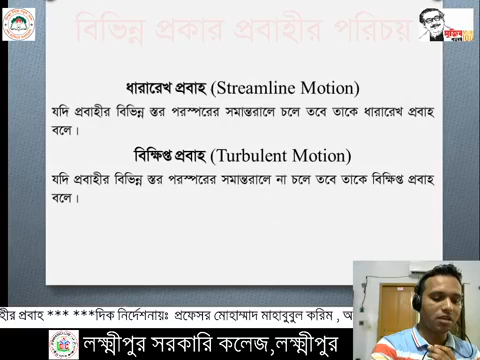 বিভিন্ন প্রকার প্রবাহীর পরিচয়
ধারারেখ প্রবাহ (Streamline Motion)
যদি প্রবাহীর বিভিন্ন স্তর পরস্পরের সমান্তরালে চলে তবে তাকে ধারারেখ প্রবাহ
বলে।
বিক্ষিপ্ত প্রবাহ (Turbulent Motion)
যদি প্রবাহীর বিভিন্ন স্তর পরস্পরের সমান্তরালে না চলে তবে তাকে বিক্ষিপ্ত প্রবাহ
বলে।
হীর প্রবাহ *** ***দিক নির্দেশনায়ঃ প্রফেসর মোহাম্মাদ মাহাবুবুল করিম , অ
লক্ষ্মীপুর সরকারি কলেজ,লক্ষ্মীপুর